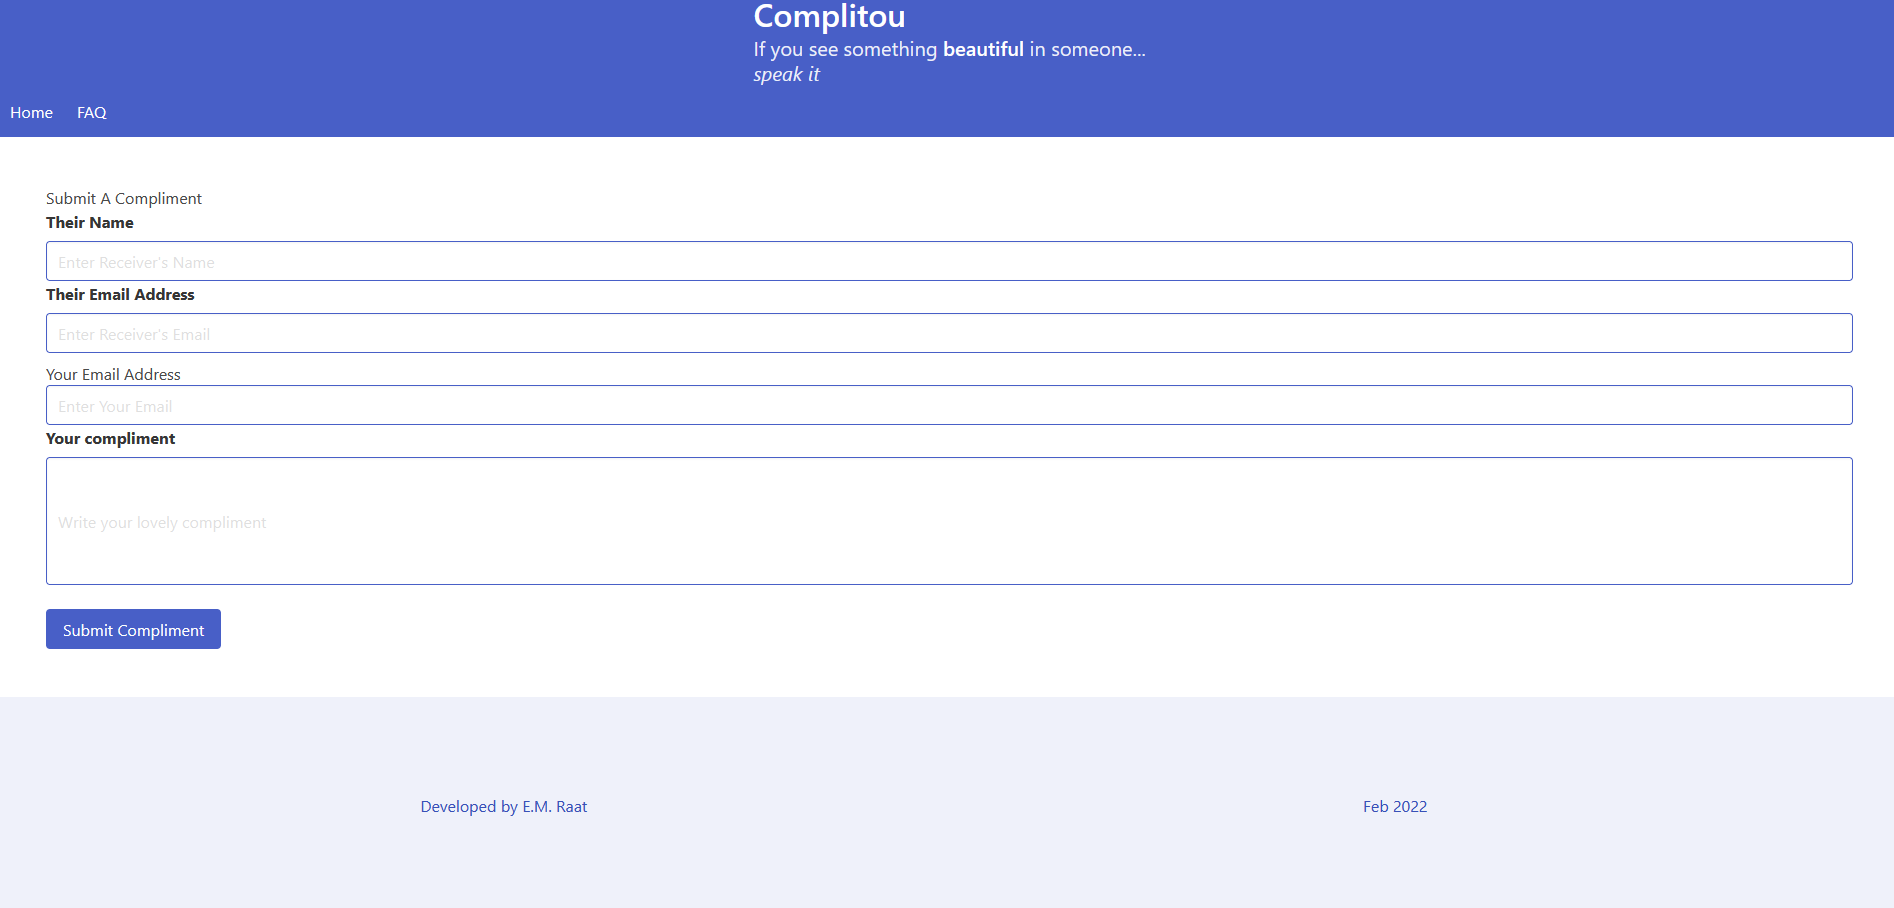 Complitou
If you see something beautiful in someone...
speak it
Home FAQ
Submit A Compliment
Their Name
Enter Receiver's Name
Their Email Address
Enter Receiver's Email
Your Email Address
Enter Your Email
Your compliment
Write your lovely compliment
Submit Compliment
Developed by E.M. Raat Feb 2022